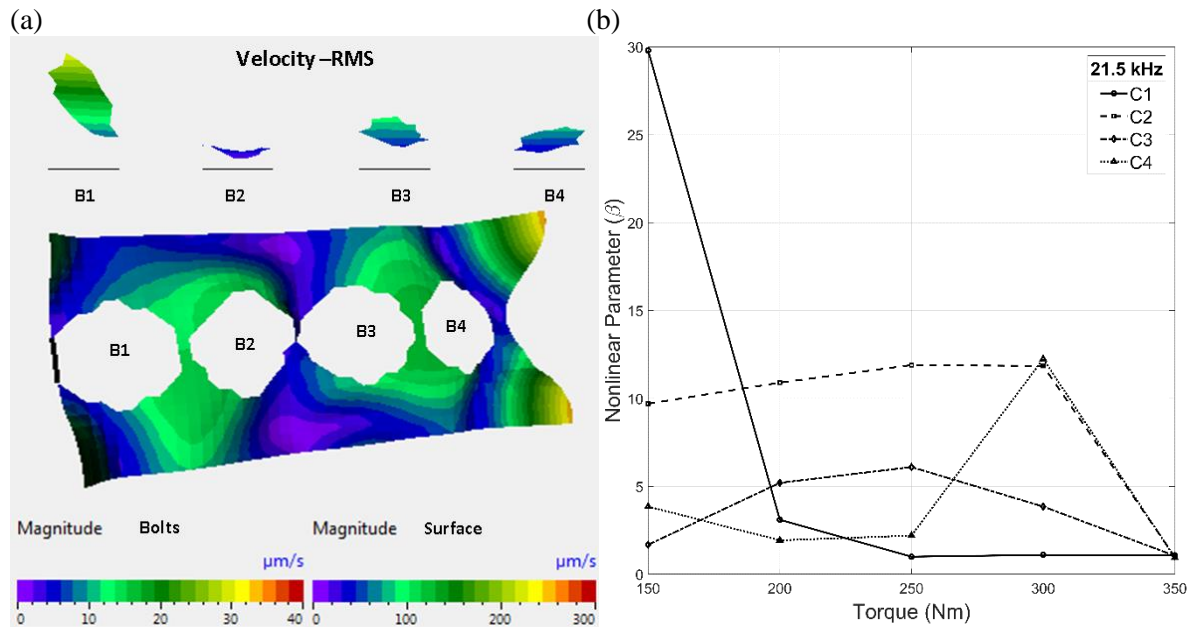 (a)
Velocity –RMS
B1 B2 B3 B4
B1
B2
B3
B4
Magnitude Bolts
µm/s
0 10 20 30 40
Magnitude Surface
µm/s
0 100 200 300
(b)
30
25
20
15
10
5
0
Nonlinear Parameter (β)
150 200 250 300 350
Torque (Nm)
21.5 kHz
C1
C2
C3
C4